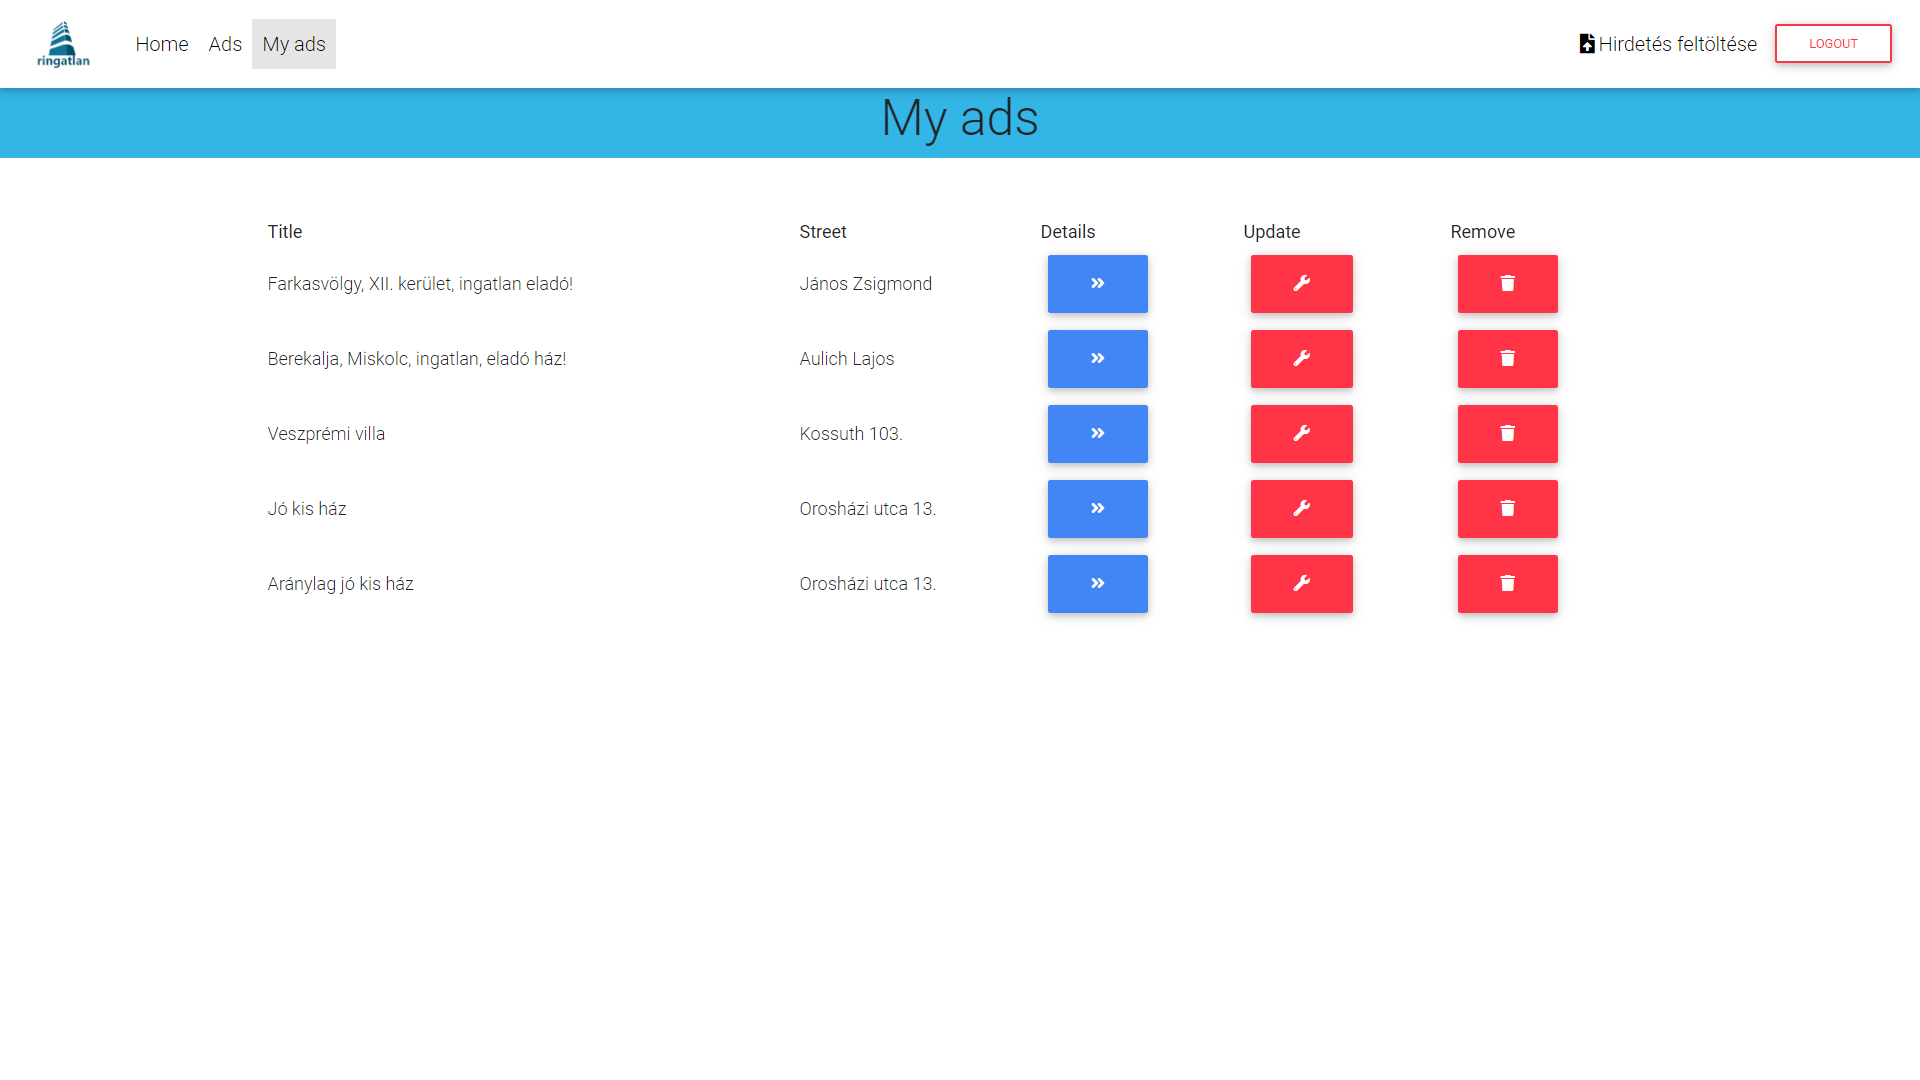 ringatlan
Home Ads My ads Hirdetés feltöltése LOGOUT
My ads
Title Street Details Update Remove
Farkasvölgy, XII. kerület, ingatlan eladó! János Zsigmond
Berekalja, Miskolc, ingatlan, eladó ház! Aulich Lajos
Veszprémi villa Kossuth 103.
Jó kis ház Orosházi utca 13.
Aránylag jó kis ház Orosházi utca 13.